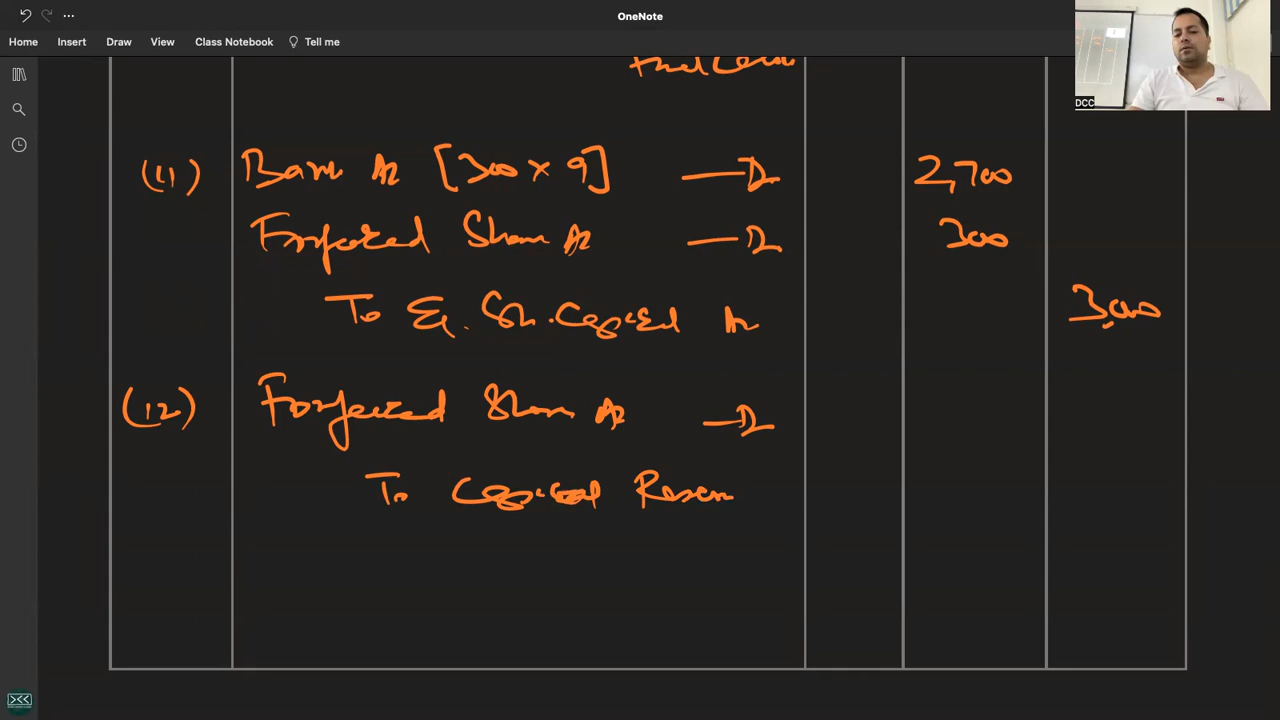 OneNote
Home Insert Draw View Class Notebook Tell me
DCC
(11) Bank A/c [300 × 9] — Dr 2,700
Forfeited Share A/c — Dr 300
To Eq. Sh. Capital A/c 3,000
(12) Forfeited Share A/c — Dr
To Capital Reserve